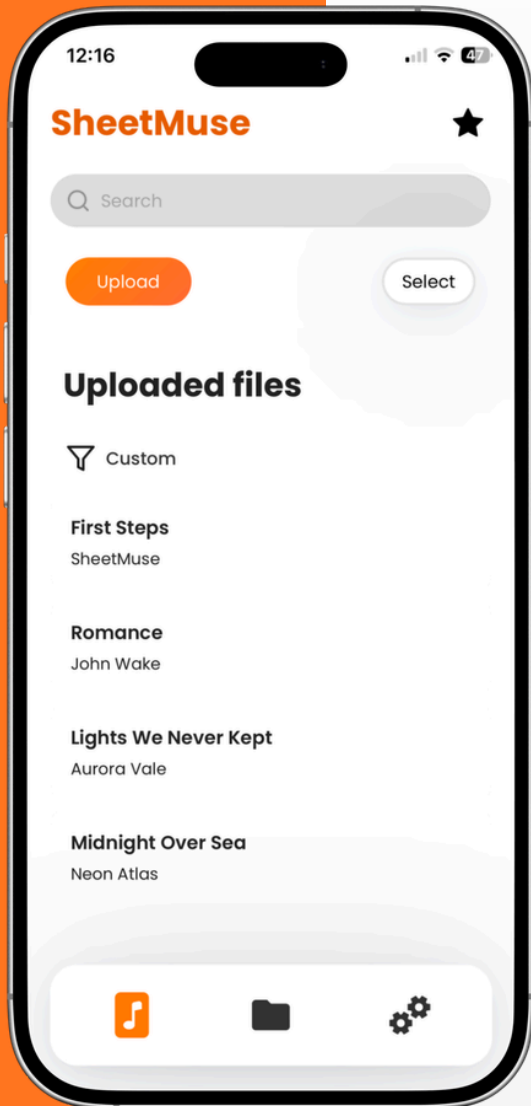 12:16
47
SheetMuse
Search
Upload
Select
Uploaded files
Custom
First Steps
SheetMuse
Romance
John Wake
Lights We Never Kept
Aurora Vale
Midnight Over Sea
Neon Atlas